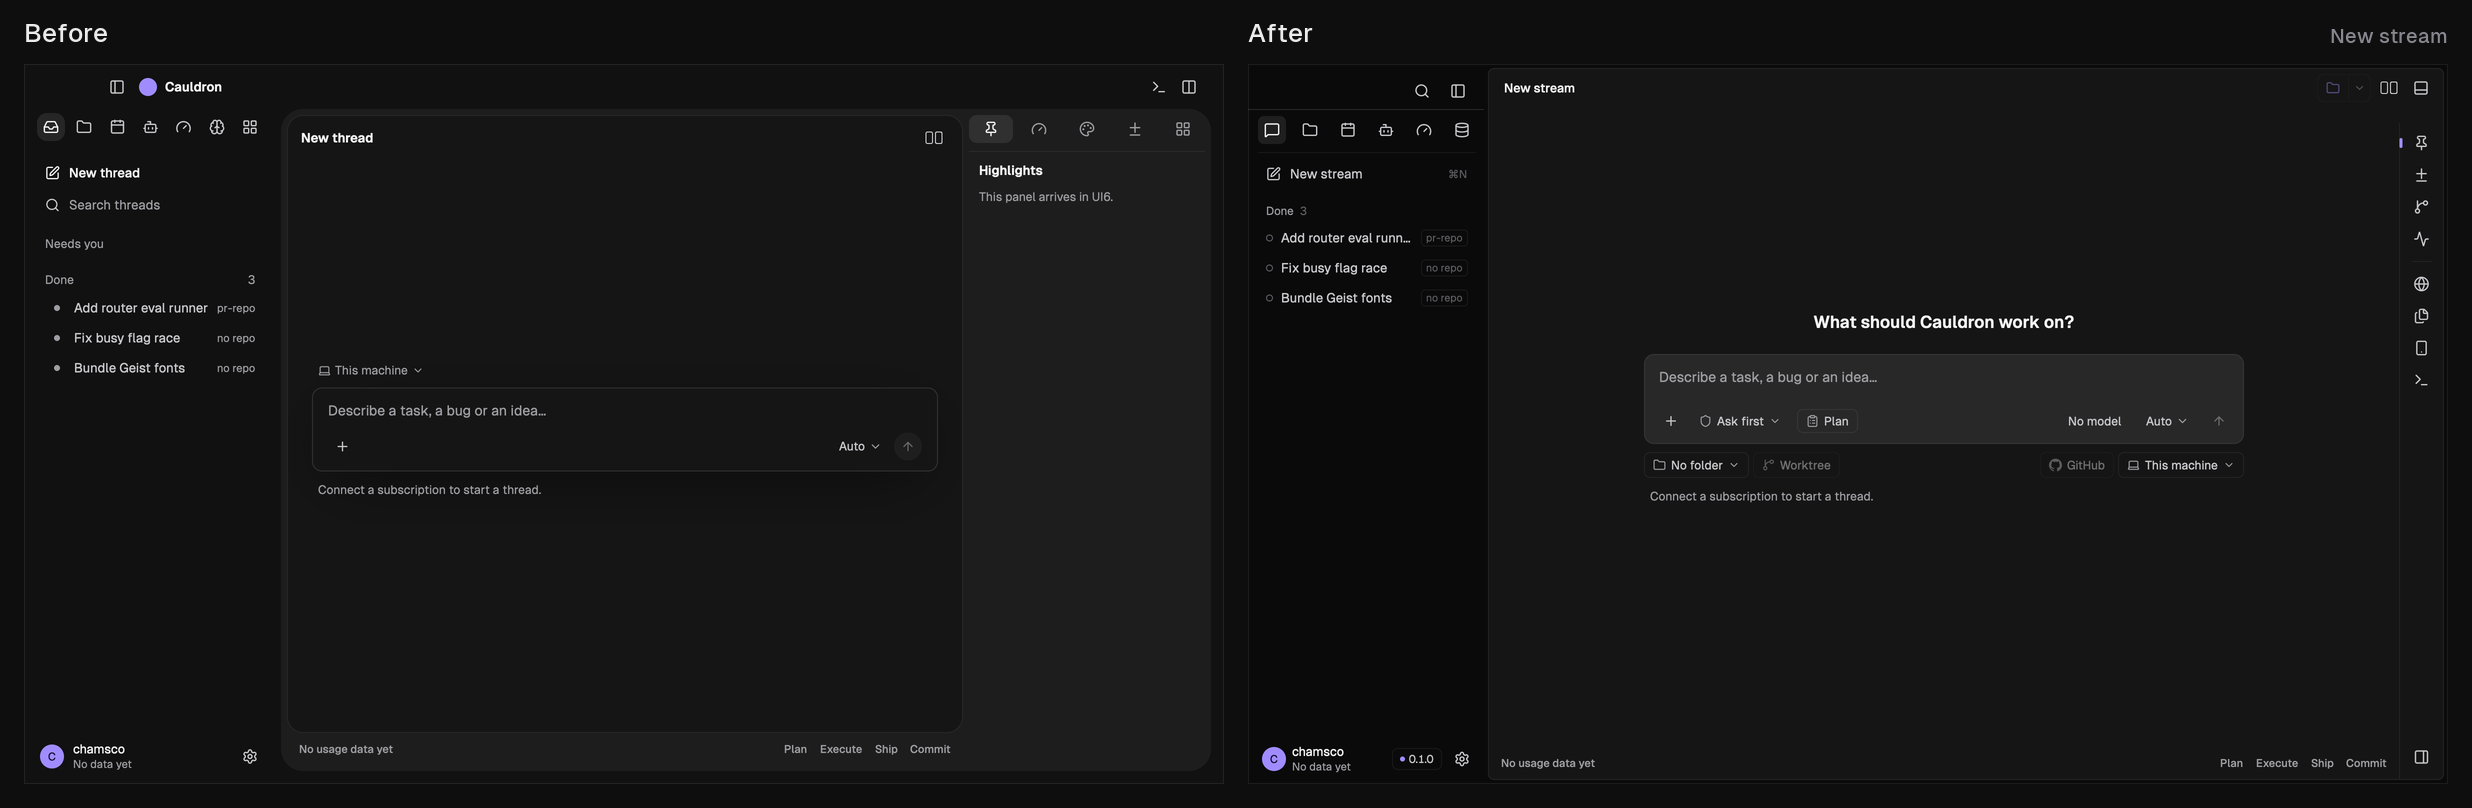 Before
Cauldron
New thread
Search threads
Needs you
Done 3
Add router eval runner pr-repo
Fix busy flag race no repo
Bundle Geist fonts no repo
C
chamsco
No data yet
New thread
This machine
Describe a task, a bug or an idea...
Auto
Connect a subscription to start a thread.
No usage data yet Plan Execute Ship Commit
Highlights
This panel arrives in UI6.
After
New stream
New stream ⌘N
Done 3
Add router eval runn... pr-repo
Fix busy flag race no repo
Bundle Geist fonts no repo
C
chamsco
No data yet
0.1.0
New stream
What should Cauldron work on?
Describe a task, a bug or an idea...
Ask first Plan No model Auto
No folder Worktree GitHub This machine
Connect a subscription to start a thread.
No usage data yet Plan Execute Ship Commit